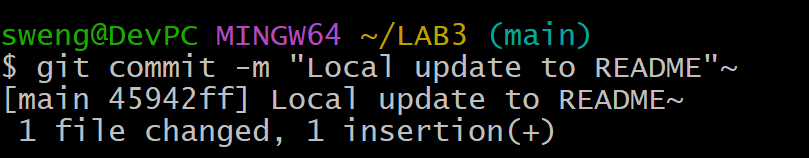 sweng@DevPC MINGW64 ~/LAB3 (main)
$ git commit -m "Local update to README"~
[main 45942ff] Local update to README~
 1 file changed, 1 insertion(+)